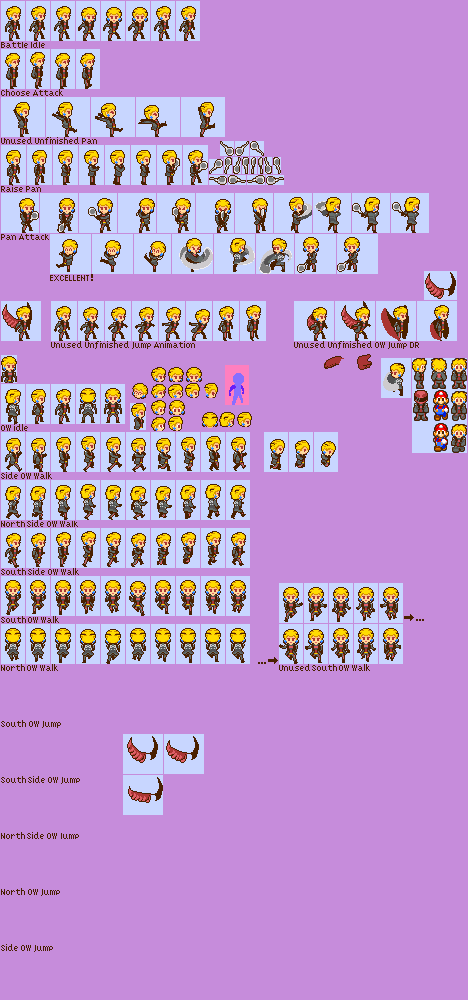 Battle Idle
Choose Attack
Unused Unfinished Pan
Raise Pan
Pan Attack
EXCELLENT!
Unused Unfinished Jump Animation
Unused Unfinished OW Jump DR
OW Idle
Side OW Walk
North Side OW Walk
South Side OW Walk
South OW Walk
...
North OW Walk
...
Unused South OW Walk
South OW Jump
South Side OW Jump
North Side OW Jump
North OW Jump
Side OW Jump